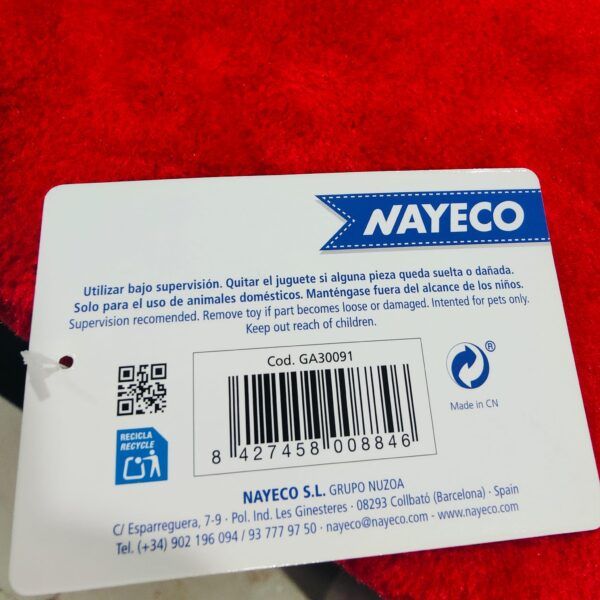 NAYECO
Utilizar bajo supervisión. Quitar el juguete si alguna pieza queda suelta o dañada.
Solo para el uso de animales domésticos. Manténgase fuera del alcance de los niños.
Supervision recomended. Remove toy if part becomes loose or damaged. Intented for pets only.
Keep out reach of children.
Cod. GA30091
8 427458 008846
®
Made in CN
RECICLA
RECYCLE
NAYECO S.L. GRUPO NUZOA
C/ Esparreguera, 7-9 · Pol. Ind. Les Ginesteres · 08293 Collbató (Barcelona) · Spain
Tel. (+34) 902 196 094 / 93 777 97 50 · nayeco@nayeco.com · www.nayeco.com